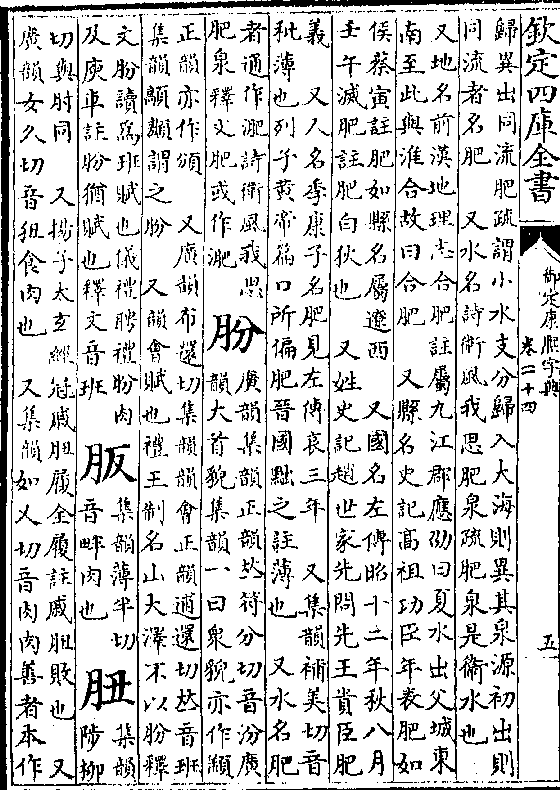 欽定四庫全書
御定康熙字典
卷二十四
五
歸異出同流肥疏謂小水支分歸入大海則異其泉源初出則
同流者名肥 又水名詩衛風我思肥泉疏肥泉是衛水也
又地名前漢地理志合肥註屬九江郡應劭曰夏水出父城東
南至此與淮合故曰合肥 又縣名史記高祖功臣年表肥如
侯蔡寅註肥如縣名屬遼西 又國名左傳昭十二年秋八月
壬午滅肥註肥白狄也 又姓史記趙世家先問先王貴臣肥
義 又人名季康子名肥見左傳哀三年 又集韻補美切音
秕薄也列子黄帝篇口所偏肥晉國黜之註薄也 又水名肥
者通作淝詩衛風我思
肥泉釋文肥或作淝
肦
廣韻集韻正韻𠀤符分切音汾廣
韻大首貌集韻一曰衆貌亦作
正韻亦作頒 又廣韻布還切集韻韻會正韻逋還切𠀤音班
集韻謂之肦 又韻會賦也禮王制名山大澤不以肦釋
文肦讀爲班賦也儀禮聘禮肦肉
及廋車註肦猶賦也釋文音班
集韻薄半切
音畔肉也
䏔
集韻
陟柳
切與肘同 又揚子太玄經冠戚䏔履全履註戚䏔敗也 又
廣韻女久切音狃食肉也 又集韻如又切音肉肉善者本作